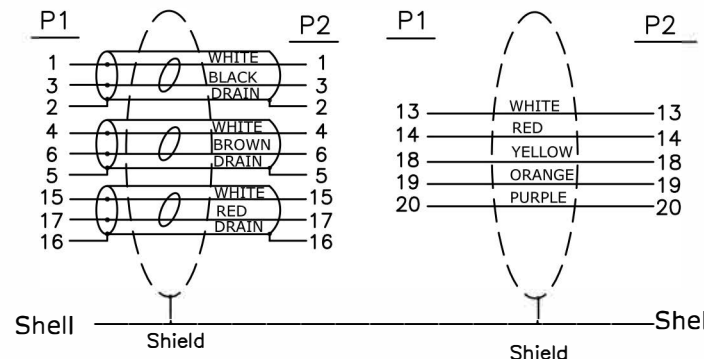 P1 P2
1 WHITE 1
3 BLACK 3
2 DRAIN 2
4 WHITE 4
6 BROWN 6
5 DRAIN 5
15 WHITE 15
17 RED 17
16 DRAIN 16
P1 P2
13 WHITE 13
14 RED 14
18 YELLOW 18
19 ORANGE 19
20 PURPLE 20
Shell Shel
Shield Shield